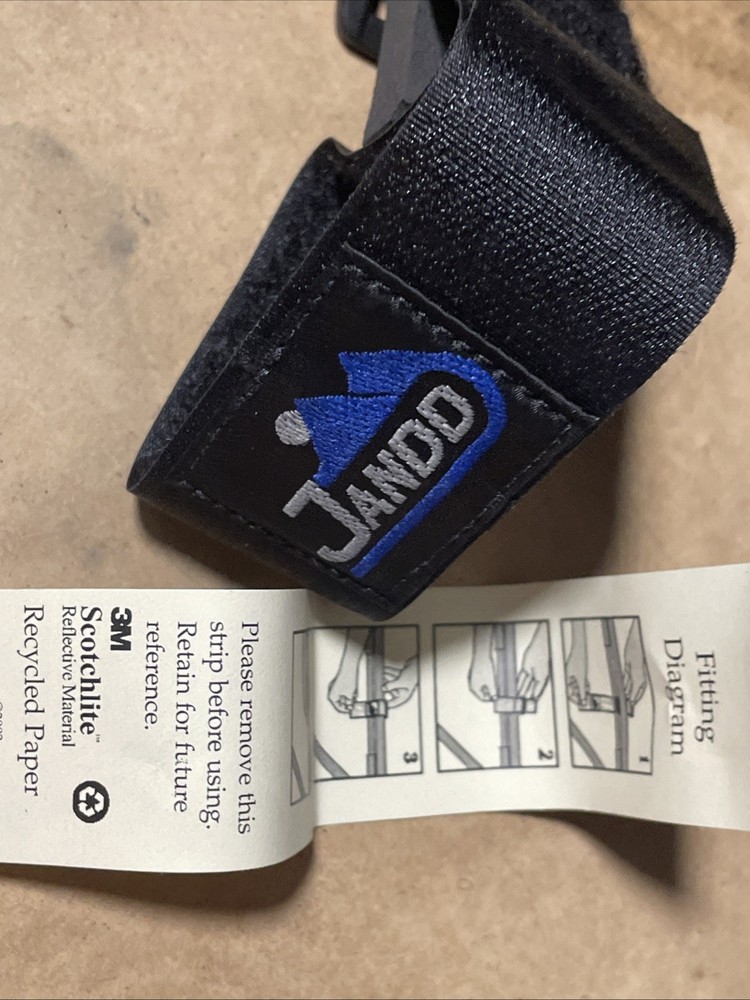 JANDD
Fitting
Diagram
1
2
3
Please remove this
strip before using.
Retain for future
reference.
3M
Scotchlite™
Reflective Material
Recycled Paper